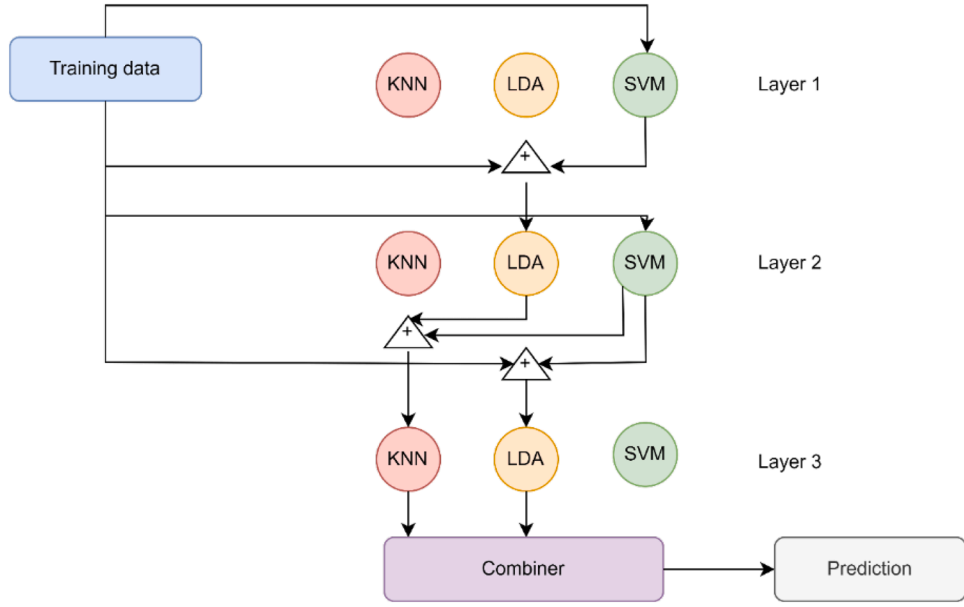 Training data
KNN
LDA
SVM
Layer 1
+
KNN
LDA
SVM
Layer 2
+
+
KNN
LDA
SVM
Layer 3
Combiner
Prediction